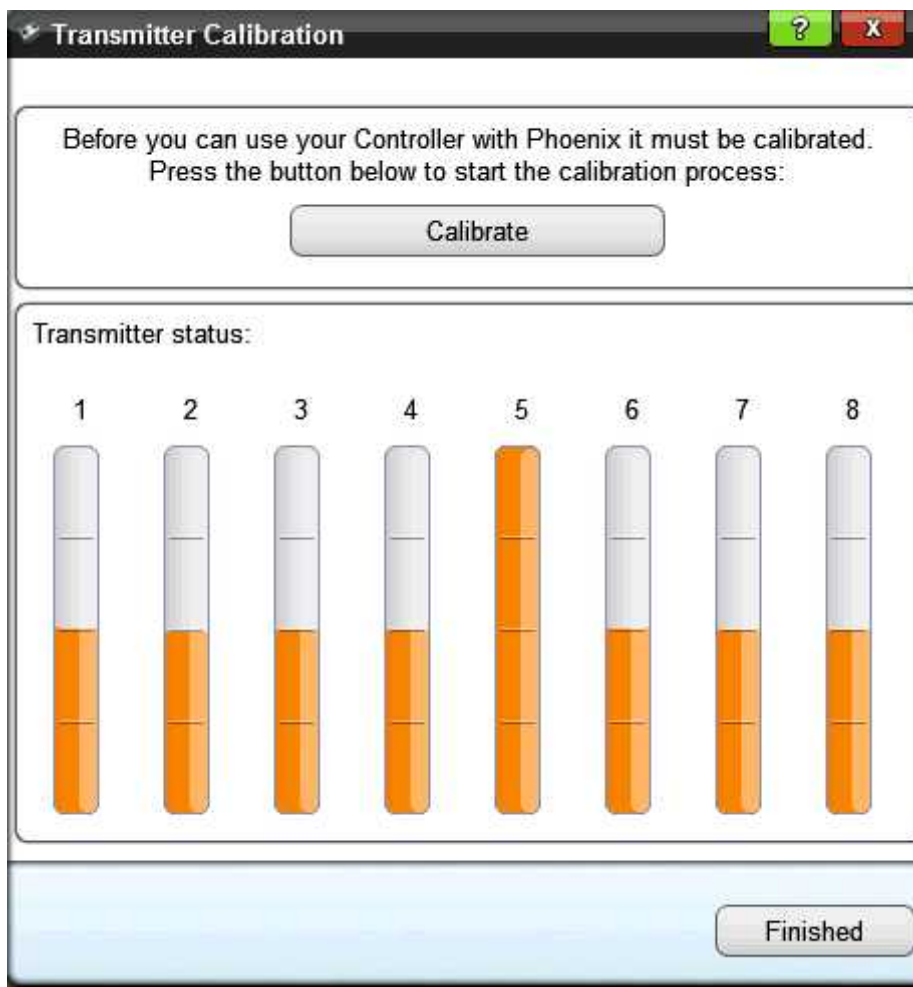 Transmitter Calibration
? X
Before you can use your Controller with Phoenix it must be calibrated.
Press the button below to start the calibration process:
Calibrate
Transmitter status:
1 2 3 4 5 6 7 8
Finished